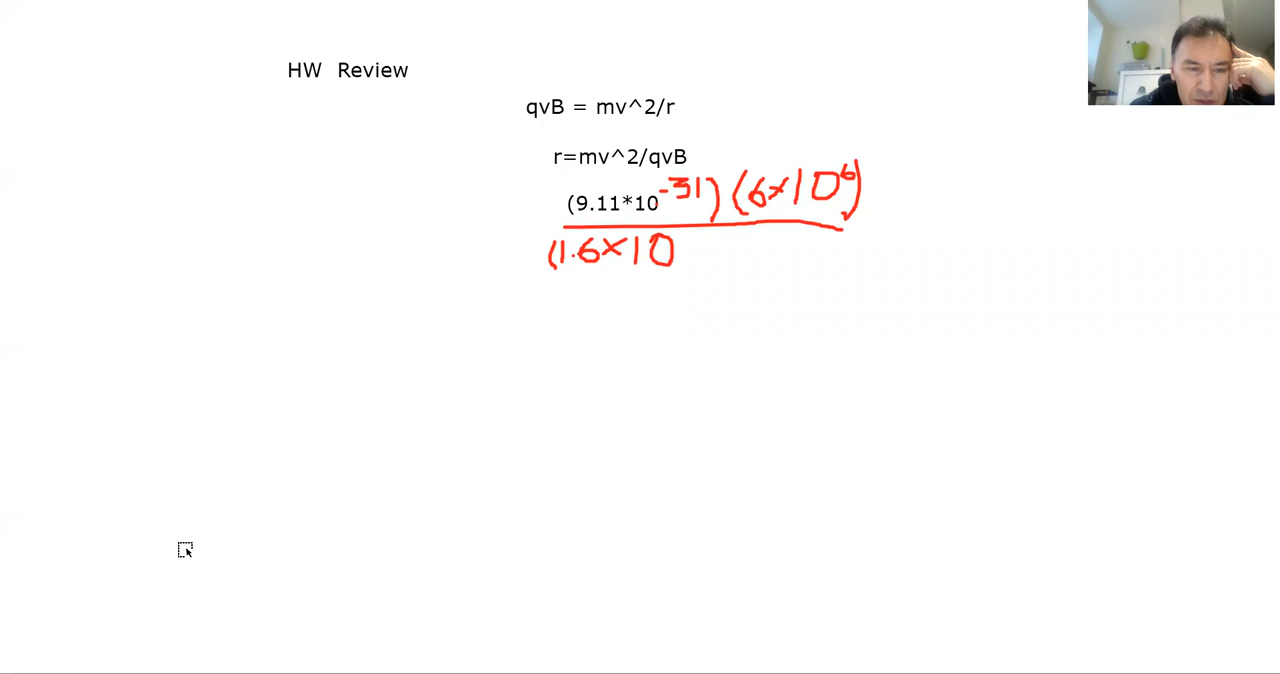 HW Review
qvB = mv^2/r
r=mv^2/qvB
(9.11*10^-31) (6×10^6)
(1.6×10